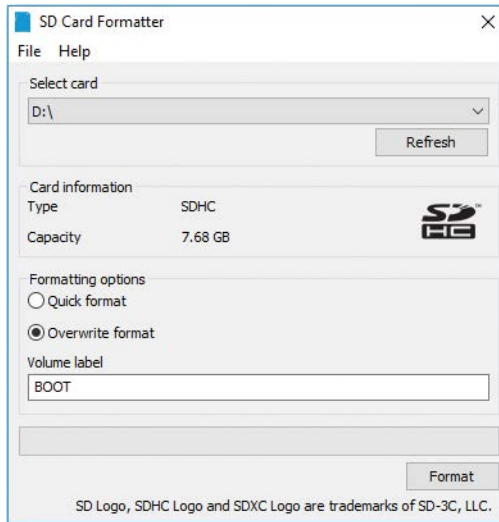 SD Card Formatter
File Help
Select card
D:\
Refresh
Card information
Type SDHC
Capacity 7.68 GB
SD HC
Formatting options
Quick format
Overwrite format
Volume label
BOOT
Format
SD Logo, SDHC Logo and SDXC Logo are trademarks of SD-3C, LLC.